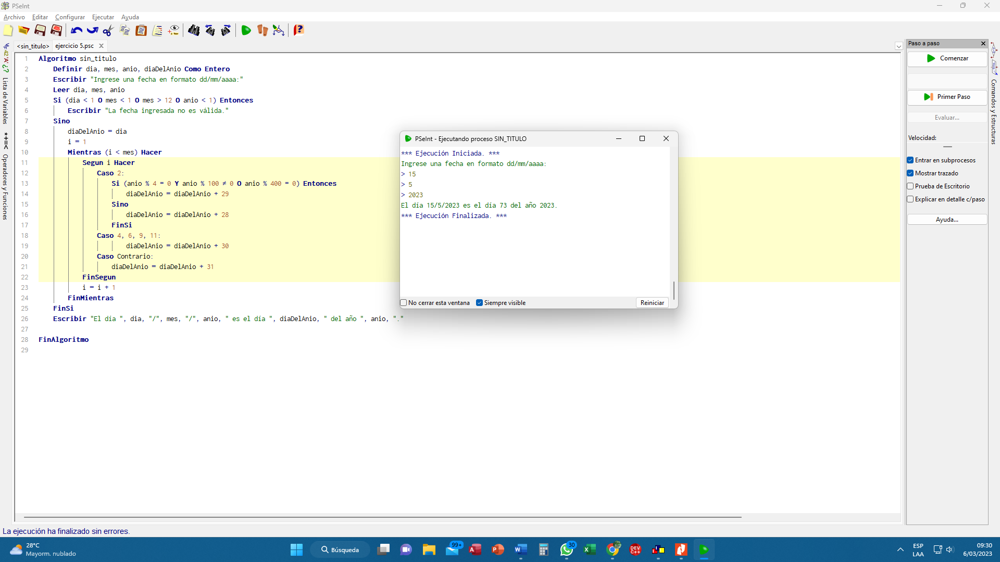 PSeInt
Archivo Editar Configurar Ejecutar Ayuda
<sin_titulo> ejercicio 5.psc
1 Algoritmo sin_titulo
2 Definir dia, mes, anio, diaDelAnio Como Entero
3 Escribir "Ingrese una fecha en formato dd/mm/aaaa:"
4 Leer dia, mes, anio
5 Si (dia < 1 O mes < 1 O mes > 12 O anio < 1) Entonces
6 Escribir "La fecha ingresada no es válida."
7 Sino
8 diaDelAnio = dia
9 i = 1
10 Mientras (i < mes) Hacer
11 Segun i Hacer
12 Caso 2:
13 Si (anio % 4 = 0 Y anio % 100 ≠ 0 O anio % 400 = 0) Entonces
14 diaDelAnio = diaDelAnio + 29
15 Sino
16 diaDelAnio = diaDelAnio + 28
17 FinSi
18 Caso 4, 6, 9, 11:
19 diaDelAnio = diaDelAnio + 30
20 Caso Contrario:
21 diaDelAnio = diaDelAnio + 31
22 FinSegun
23 i = i + 1
24 FinMientras
25 FinSi
26 Escribir "El día ", dia, "/", mes, "/", anio, " es el día ", diaDelAnio, " del año ", anio, "."
27
28 FinAlgoritmo
29
PSeInt - Ejecutando proceso SIN_TITULO
*** Ejecución Iniciada. ***
Ingrese una fecha en formato dd/mm/aaaa:
> 15
> 5
> 2023
El día 15/5/2023 es el día 73 del año 2023.
*** Ejecución Finalizada. ***
No cerrar esta ventana Siempre visible Reiniciar
Paso a paso
Comenzar
Primer Paso
Evaluar...
Velocidad:
Entrar en subprocesos
Mostrar trazado
Prueba de Escritorio
Explicar en detalle c/paso
Ayuda...
Lista de Variables
*+=< Operadores y Funciones
Comandos y Estructuras
La ejecución ha finalizado sin errores.
28°C
Mayorm. nublado
Búsqueda
99+
30
DEV
C++
ESP
LAA
09:30
6/03/2023